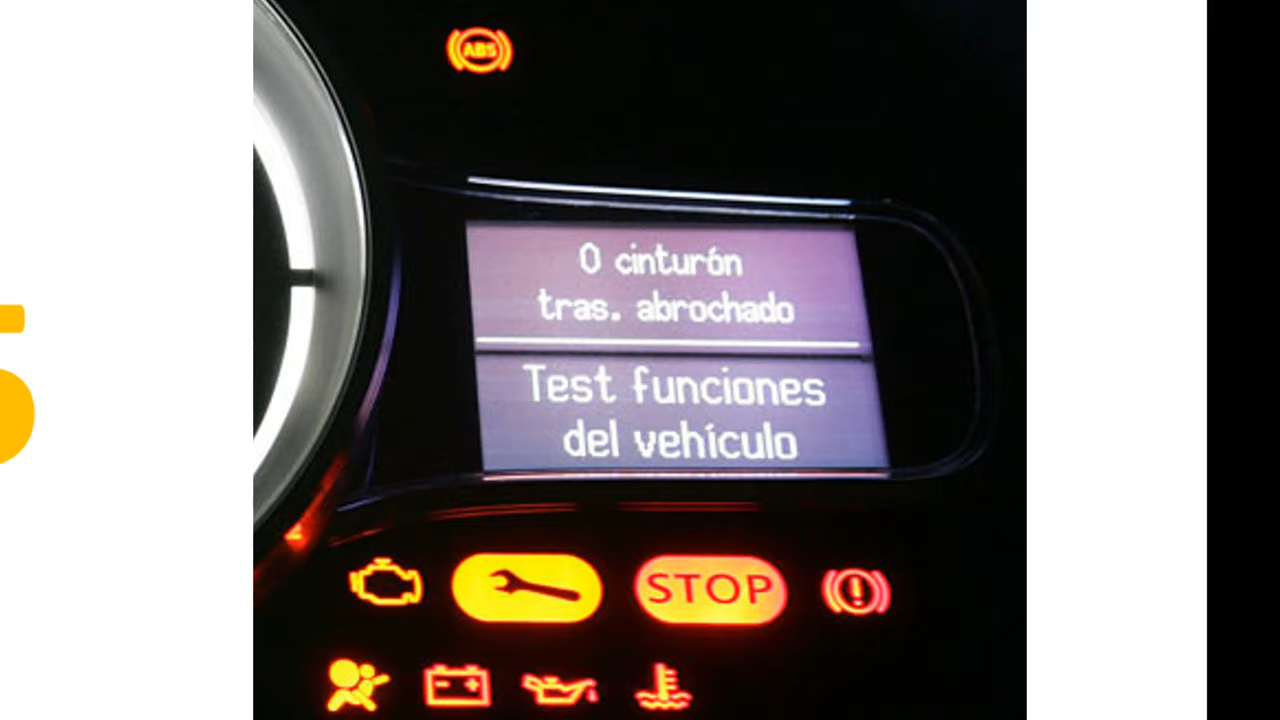 ABS
0 cinturón
tras. abrochado
Test funciones
del vehículo
STOP